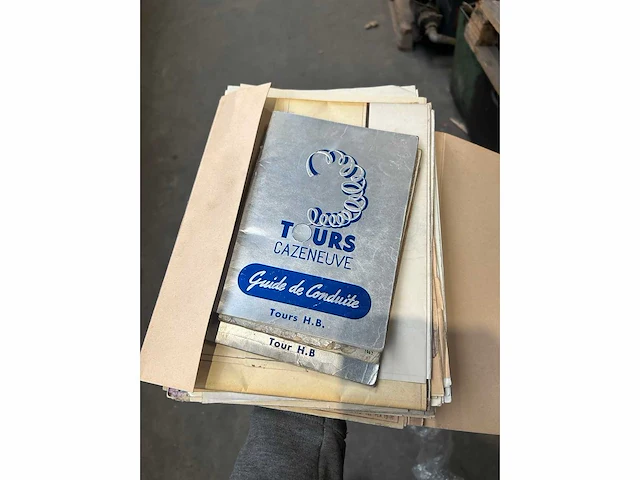 TOURS
CAZENEUVE
Guide de Conduite
Tours H.B.
Tour H.B